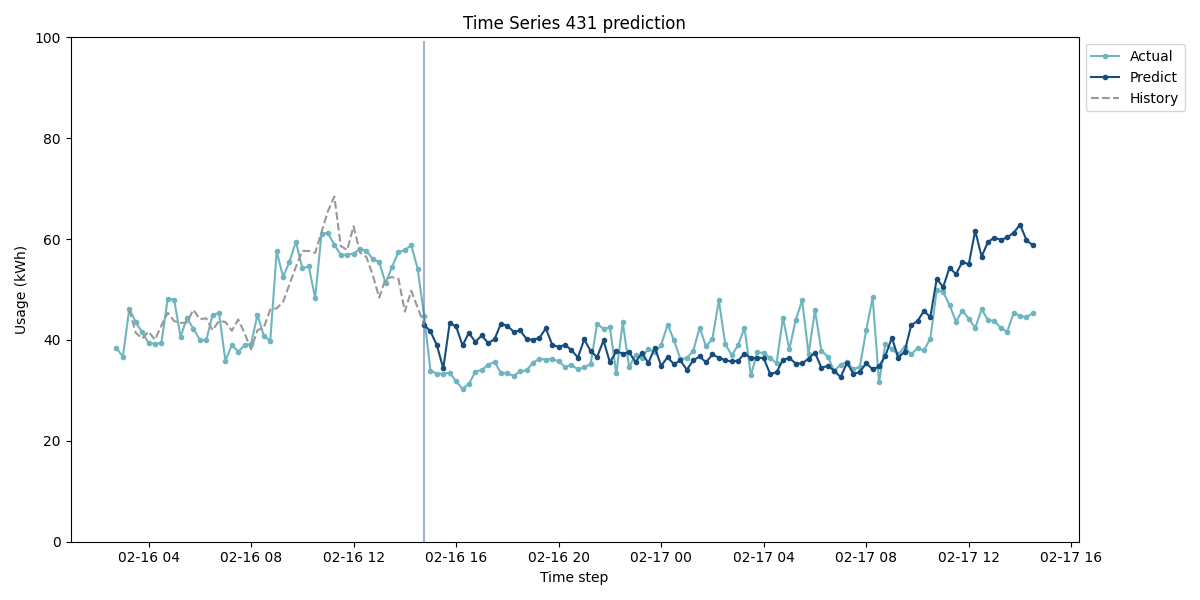 Time Series 431 prediction
100
80
60
40
20
0
Usage (kWh)
02-16 04
02-16 08
02-16 12
02-16 16
02-16 20
02-17 00
02-17 04
02-17 08
02-17 12
02-17 16
Time step
Actual
Predict
History